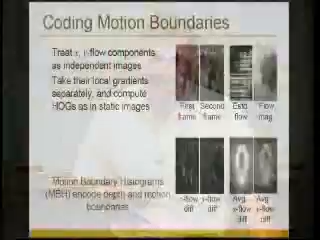 Coding Motion Boundaries
Treat x, y-flow components
as independent images
Take their local gradients
separately, and compute
HOGs as in static images
First frame
Second frame
Estd. flow
Flow mag.
Motion Boundary Histograms
(MBH) encode depth and motion
boundaries
x-flow diff
y-flow diff
Avg. x-flow diff
Avg. y-flow diff